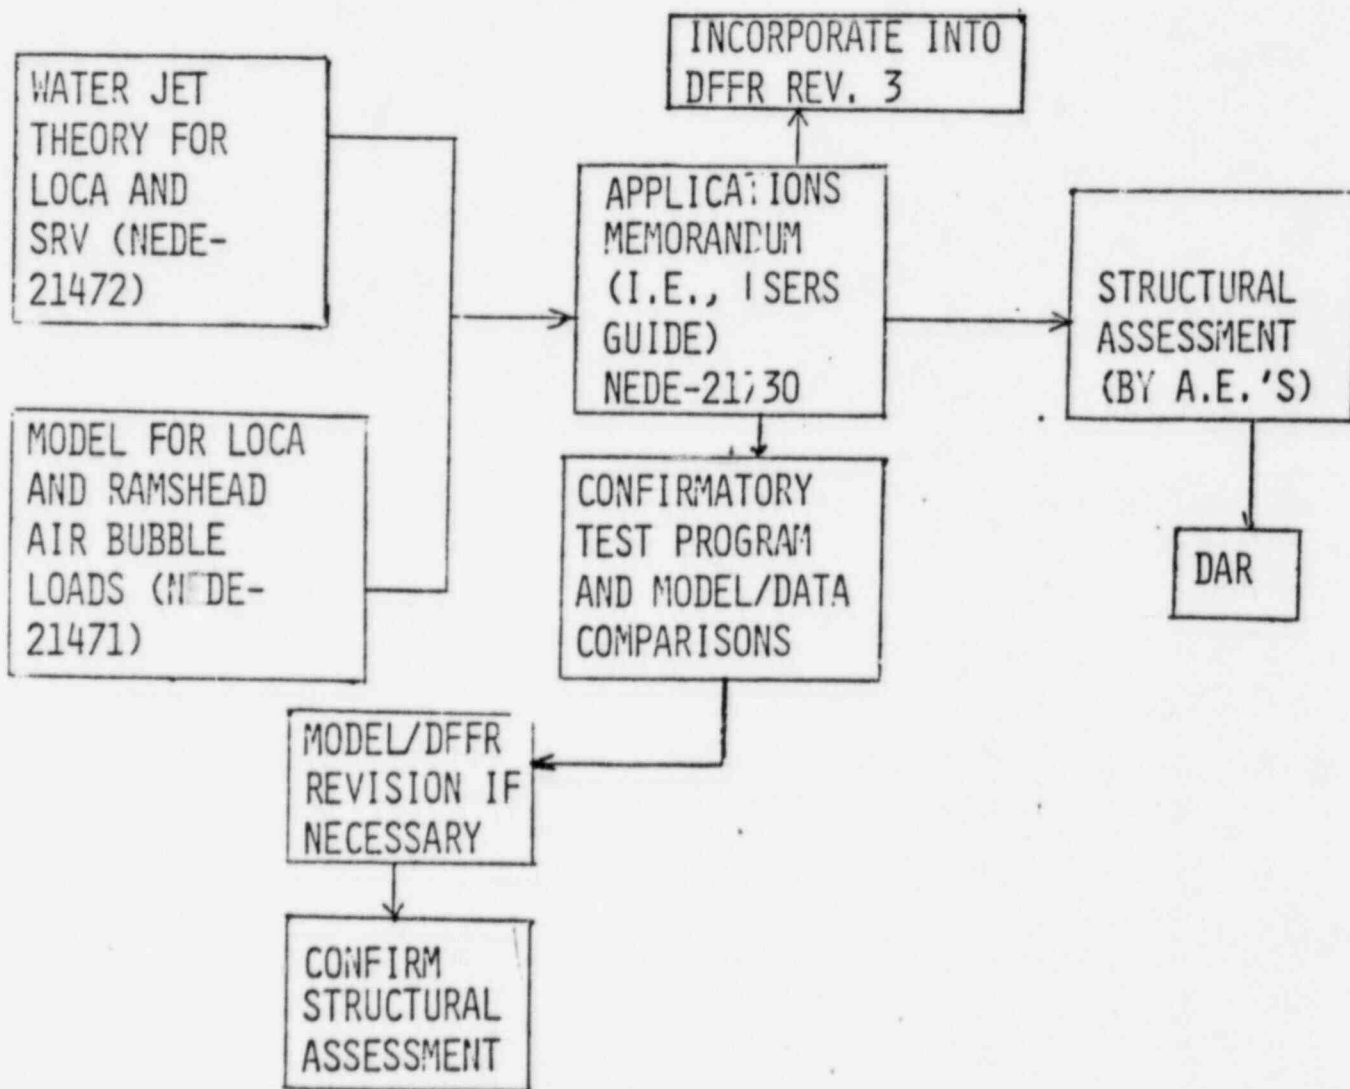 WATER JET
THEORY FOR
LOCA AND
SRV (NEDE-
21472)
MODEL FOR LOCA
AND RAMSHEAD
AIR BUBBLE
LOADS (NEDE-
21471)
INCORPORATE INTO
DFFR REV. 3
APPLICATIONS
MEMORANDUM
(I.E., USERS
GUIDE)
NEDE-21730
CONFIRMATORY
TEST PROGRAM
AND MODEL/DATA
COMPARISONS
STRUCTURAL
ASSESSMENT
(BY A.E.'S)
DAR
MODEL/DFFR
REVISION IF
NECESSARY
CONFIRM
STRUCTURAL
ASSESSMENT